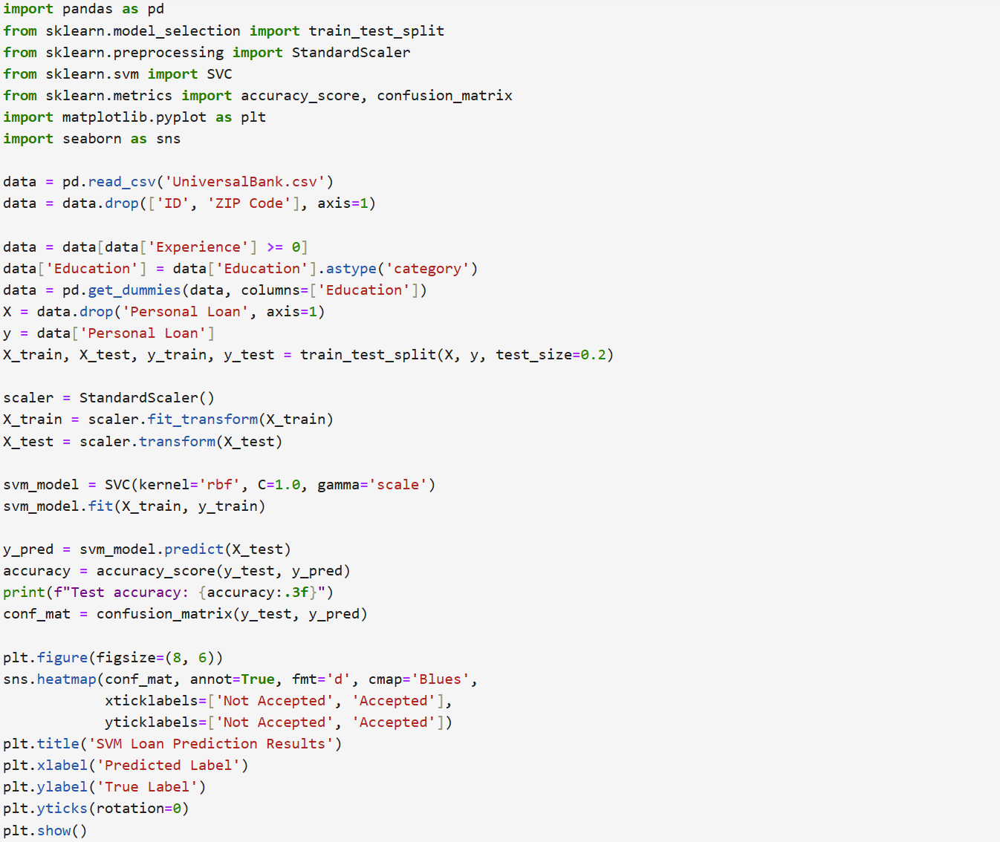 import pandas as pd
from sklearn.model_selection import train_test_split
from sklearn.preprocessing import StandardScaler
from sklearn.svm import SVC
from sklearn.metrics import accuracy_score, confusion_matrix
import matplotlib.pyplot as plt
import seaborn as sns

data = pd.read_csv('UniversalBank.csv')
data = data.drop(['ID', 'ZIP Code'], axis=1)

data = data[data['Experience'] >= 0]
data['Education'] = data['Education'].astype('category')
data = pd.get_dummies(data, columns=['Education'])
X = data.drop('Personal Loan', axis=1)
y = data['Personal Loan']
X_train, X_test, y_train, y_test = train_test_split(X, y, test_size=0.2)

scaler = StandardScaler()
X_train = scaler.fit_transform(X_train)
X_test = scaler.transform(X_test)

svm_model = SVC(kernel='rbf', C=1.0, gamma='scale')
svm_model.fit(X_train, y_train)

y_pred = svm_model.predict(X_test)
accuracy = accuracy_score(y_test, y_pred)
print(f"Test accuracy: {accuracy:.3f}")
conf_mat = confusion_matrix(y_test, y_pred)

plt.figure(figsize=(8, 6))
sns.heatmap(conf_mat, annot=True, fmt='d', cmap='Blues',
            xticklabels=['Not Accepted', 'Accepted'],
            yticklabels=['Not Accepted', 'Accepted'])
plt.title('SVM Loan Prediction Results')
plt.xlabel('Predicted Label')
plt.ylabel('True Label')
plt.yticks(rotation=0)
plt.show()